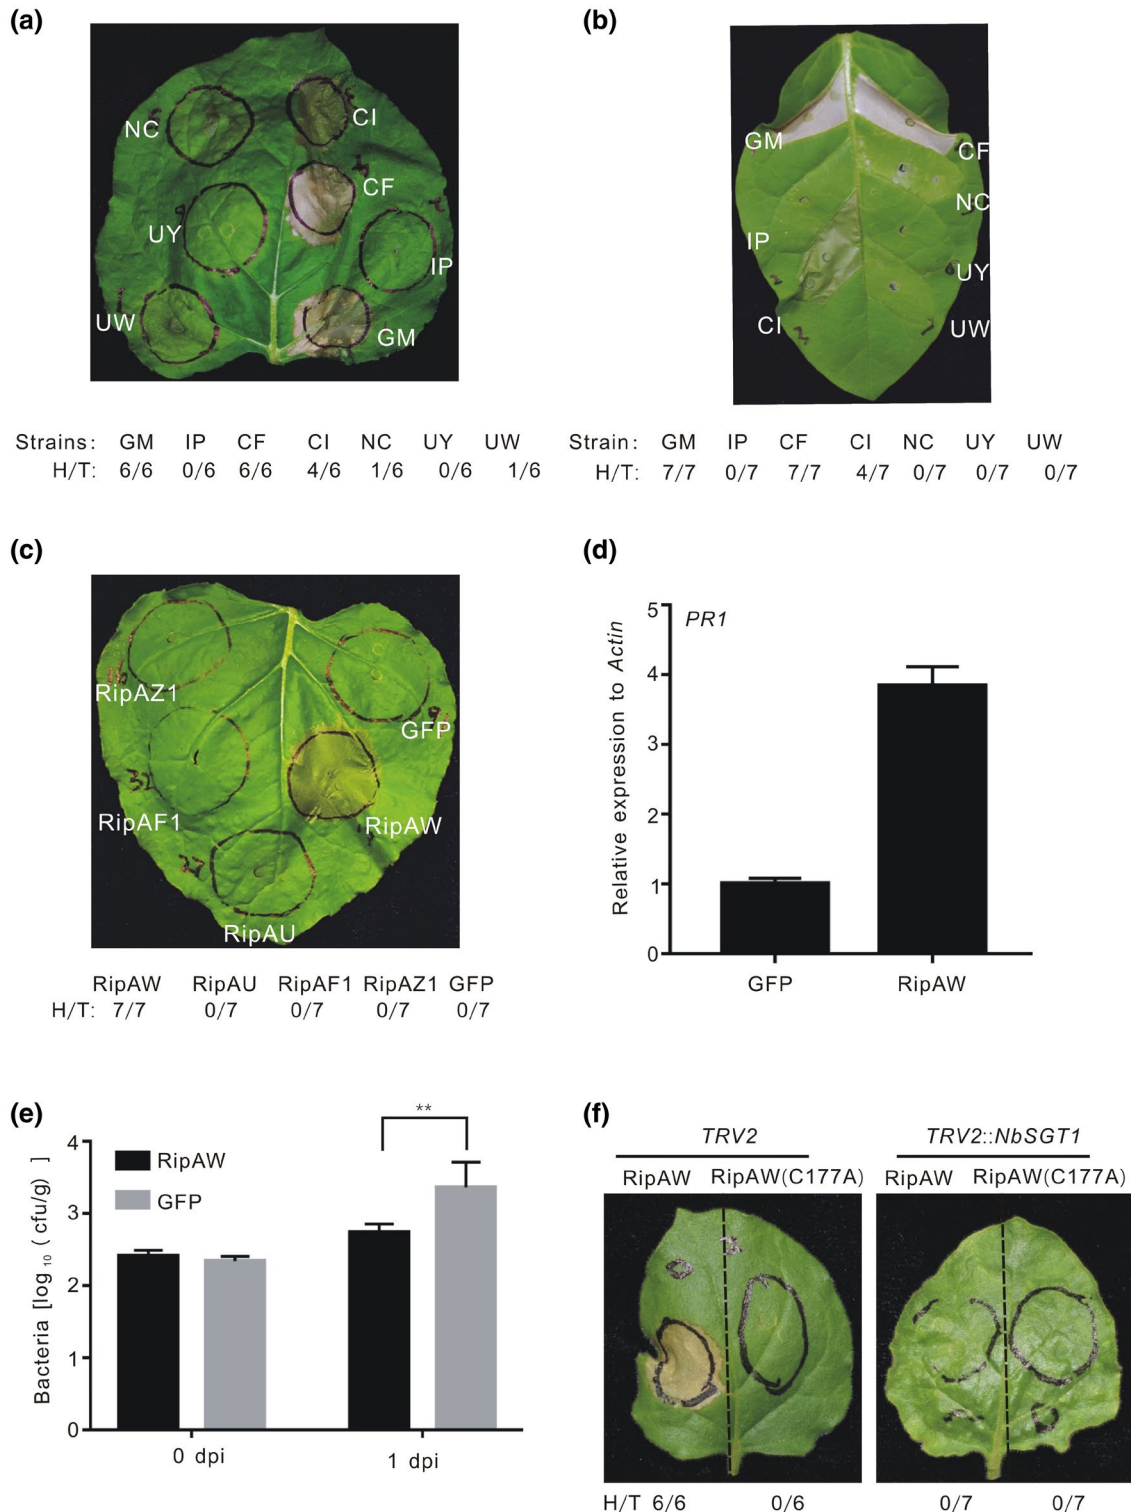 (a)
NC
CI
CF
UY
IP
UW
GM
Strains: GM IP CF CI NC UY UW
H/T: 6/6 0/6 6/6 4/6 1/6 0/6 1/6
(b)
GM
CF
NC
IP
UY
CI
UW
Strain: GM IP CF CI NC UY UW
H/T: 7/7 0/7 7/7 4/7 0/7 0/7 0/7
(c)
RipAZ1
GFP
RipAF1
RipAW
RipAU
RipAW RipAU RipAF1 RipAZ1 GFP
H/T: 7/7 0/7 0/7 0/7 0/7
(d)
PR1
Relative expression to Actin
5
4
3
2
1
0
GFP RipAW
(e)
**
RipAW
GFP
Bacteria [log 10 ( cfu/g) ]
4
3
2
1
0
0 dpi 1 dpi
(f)
TRV2 TRV2::NbSGT1
RipAW RipAW(C177A) RipAW RipAW(C177A)
H/T 6/6 0/6 0/7 0/7